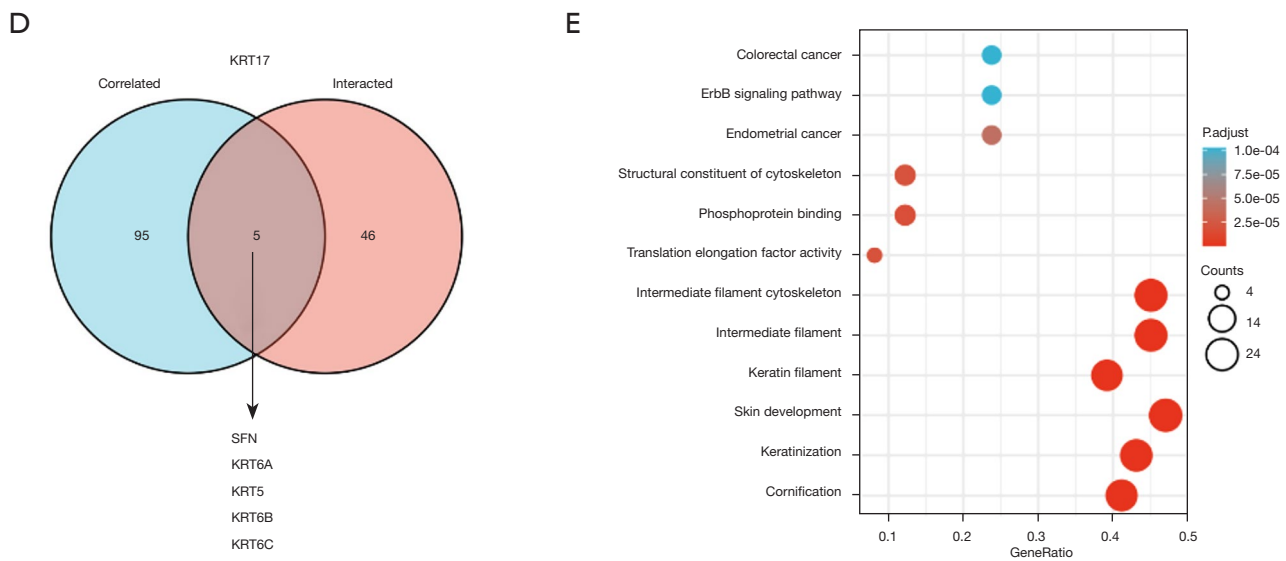 D
KRT17
Correlated
Interacted
95
5
46
SFN
KRT6A
KRT5
KRT6B
KRT6C
E
Colorectal cancer
ErbB signaling pathway
Endometrial cancer
Structural constituent of cytoskeleton
Phosphoprotein binding
Translation elongation factor activity
Intermediate filament cytoskeleton
Intermediate filament
Keratin filament
Skin development
Keratinization
Cornification
0.1
0.2
0.3
0.4
0.5
GeneRatio
P.adjust
1.0e-04
7.5e-05
5.0e-05
2.5e-05
Counts
4
14
24